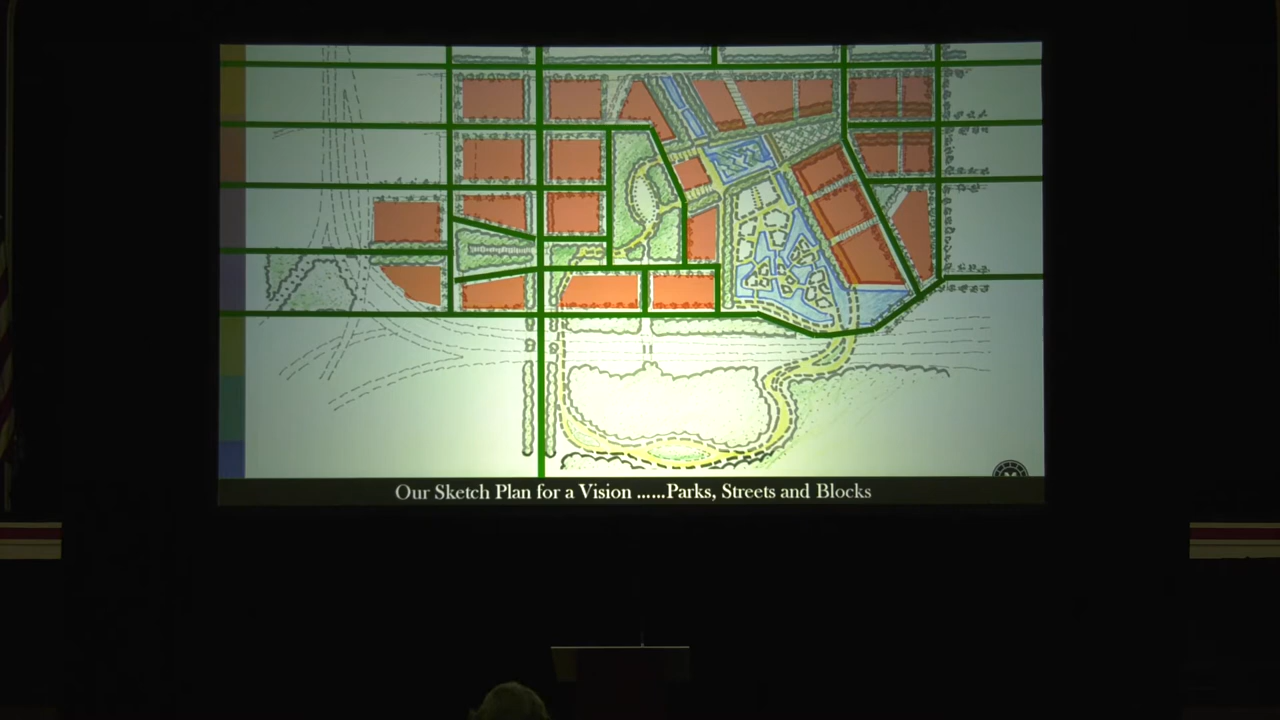 Our Sketch Plan for a Vision ......Parks, Streets and Blocks